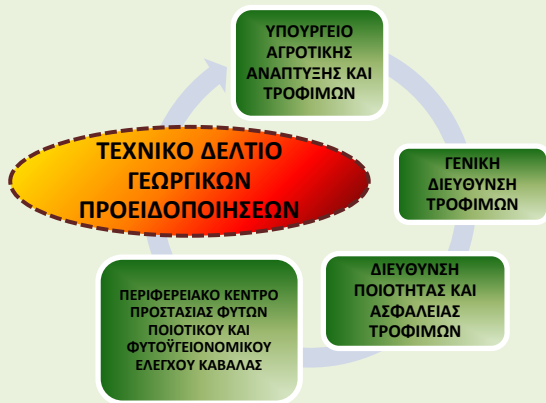 ΥΠΟΥΡΓΕΙΟ
ΑΓΡΟΤΙΚΗΣ
ΑΝΑΠΤΥΞΗΣ ΚΑΙ
ΤΡΟΦΙΜΩΝ
ΤΕΧΝΙΚΟ ΔΕΛΤΙΟ
ΓΕΩΡΓΙΚΩΝ
ΠΡΟΕΙΔΟΠΟΙΗΣΕΩΝ
ΓΕΝΙΚΗ
ΔΙΕΥΘΥΝΣΗ
ΤΡΟΦΙΜΩΝ
ΔΙΕΥΘΥΝΣΗ
ΠΟΙΟΤΗΤΑΣ ΚΑΙ
ΑΣΦΑΛΕΙΑΣ
ΤΡΟΦΙΜΩΝ
ΠΕΡΙΦΕΡΕΙΑΚΟ ΚΕΝΤΡΟ
ΠΡΟΣΤΑΣΙΑΣ ΦΥΤΩΝ
ΠΟΙΟΤΙΚΟΥ ΚΑΙ
ΦΥΤΟΫΓΕΙΟΝΟΜΙΚΟΥ
ΕΛΕΓΧΟΥ ΚΑΒΑΛΑΣ